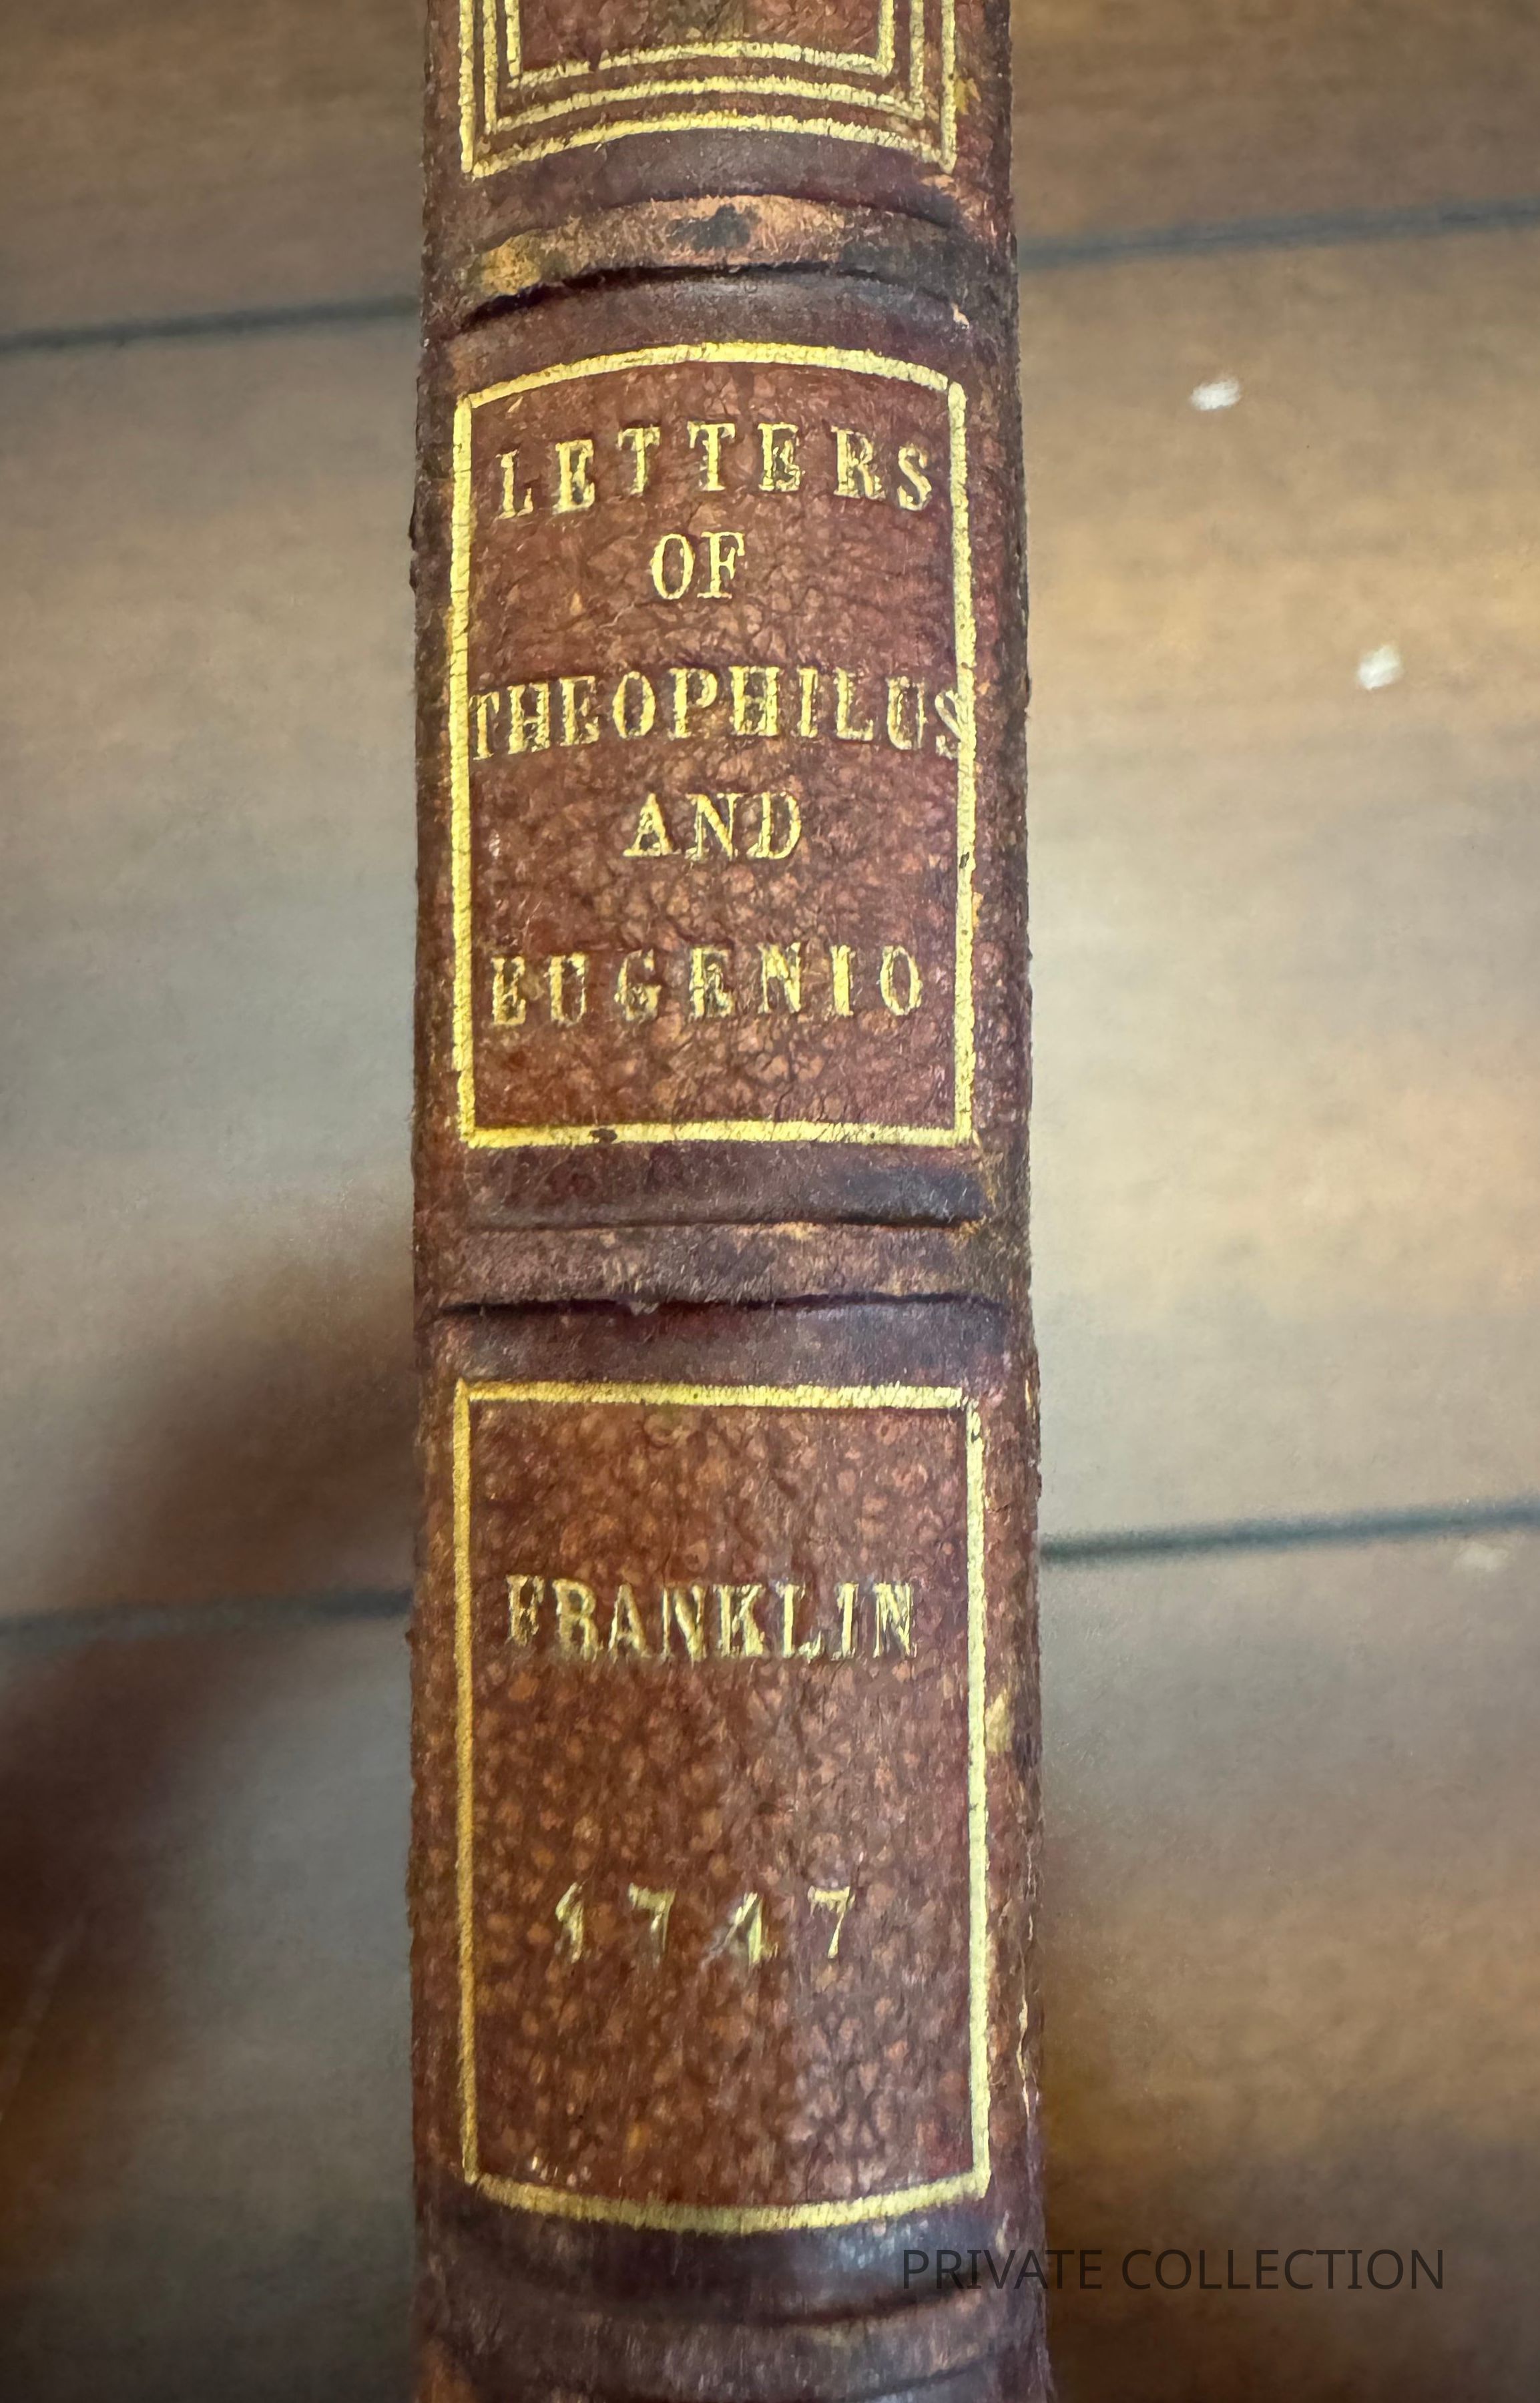 LETTERS
OF
THEOPHILUS
AND
EUGENIO
FRANKLIN
1747
PRIVATE COLLECTION